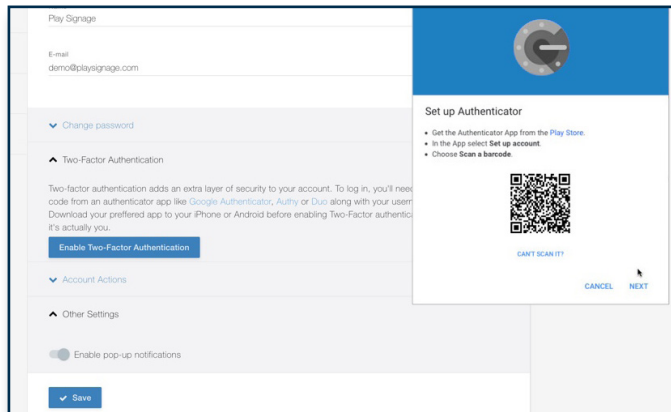 Play Signage
E-mail
demo@playsignage.com
Change password
Two-Factor Authentication
Two-factor authentication adds an extra layer of security to your account. To log in, you'll need
code from an authenticator app like Google Authenticator, Authy or Duo along with your usern
Download your preffered app to your iPhone or Android before enabling Two-Factor authentica
it's actually you.
Enable Two-Factor Authentication
Account Actions
Other Settings
Enable pop-up notifications
Save
Set up Authenticator
Get the Authenticator App from the Play Store.
In the App select Set up account.
Choose Scan a barcode.
CAN'T SCAN IT?
CANCEL NEXT